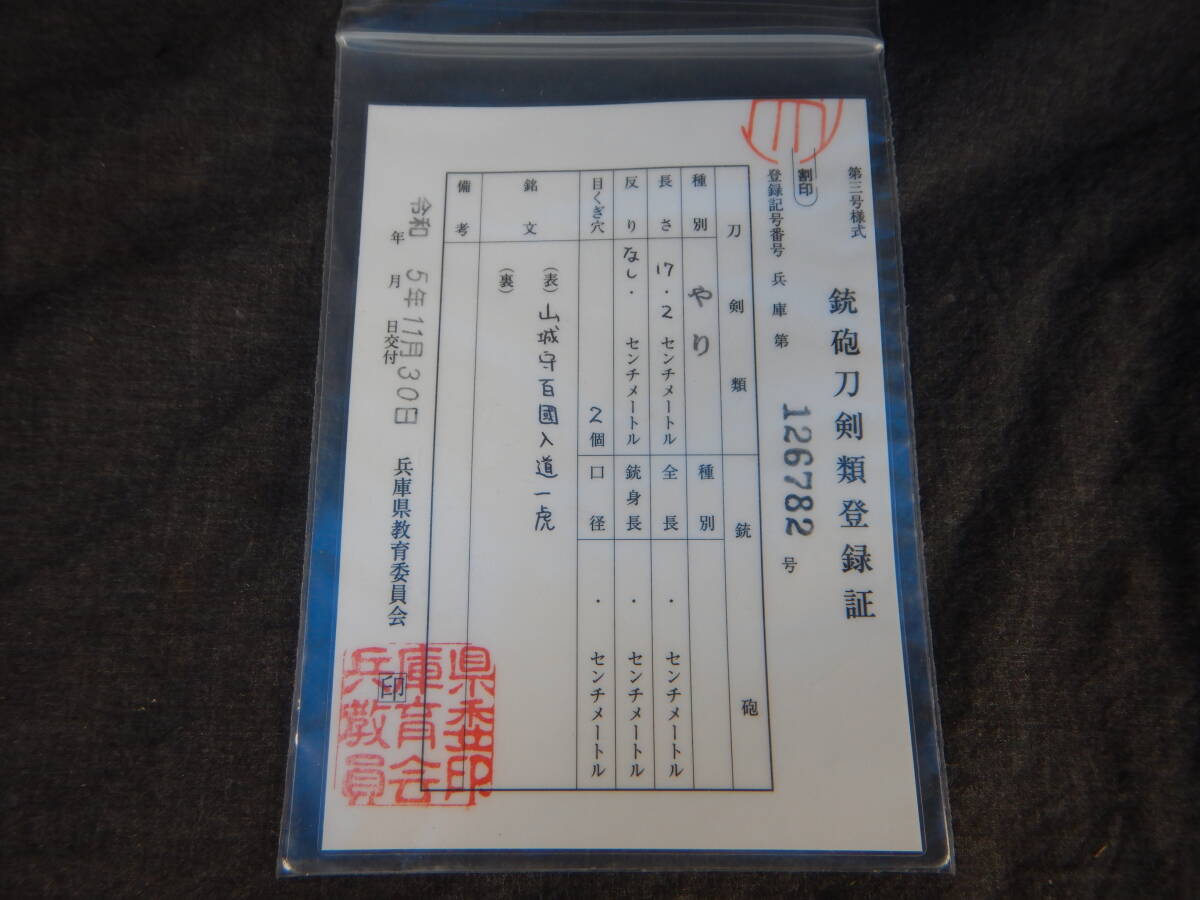 第三号様式
銃砲刀剣類登録証
割印
登録記号番号 兵庫第 126782 号
刀剣類 銃砲
種別 やり 種別
長さ 17.2 センチメートル 全長 . センチメートル
反り なし. センチメートル 銃身長 . センチメートル
目くぎ穴 2個 口径 . センチメートル
銘文 (表) 山城守百國入道一虎
(裏)
備考
令和 5年11月30日
年 月 日交付
兵庫県教育委員会 印
県委印
庫育会
兵教員